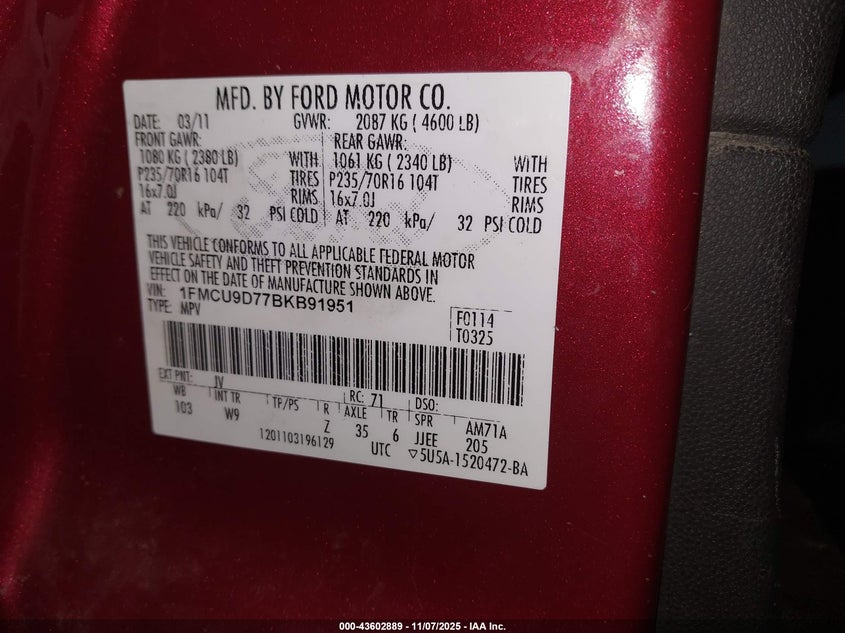 MFD. BY FORD MOTOR CO.
DATE: 03/11 GVWR: 2087 KG ( 4600 LB)
FRONT GAWR: REAR GAWR:
1080 KG ( 2380 LB) WITH 1061 KG ( 2340 LB) WITH
P235/70R16 104T TIRES P235/70R16 104T TIRES
16x7.0J RIMS 16x7.0J RIMS
AT 220 kPa/ 32 PSI COLD AT 220 kPa/ 32 PSI COLD
THIS VEHICLE CONFORMS TO ALL APPLICABLE FEDERAL MOTOR
VEHICLE SAFETY AND THEFT PREVENTION STANDARDS IN
EFFECT ON THE DATE OF MANUFACTURE SHOWN ABOVE.
VIN: 1FMCU9D77BKB91951
TYPE: MPV
F0114
T0325
EXT PNT: JV RC: 71 DSO:
WB INT TR TP/PS R AXLE TR SPR AM71A
103 W9 Z 35 6 JJEE 205
1201103196129 UTC ▽5U5A-1520472-BA
000-43602889 - 11/07/2025 - IAA Inc.